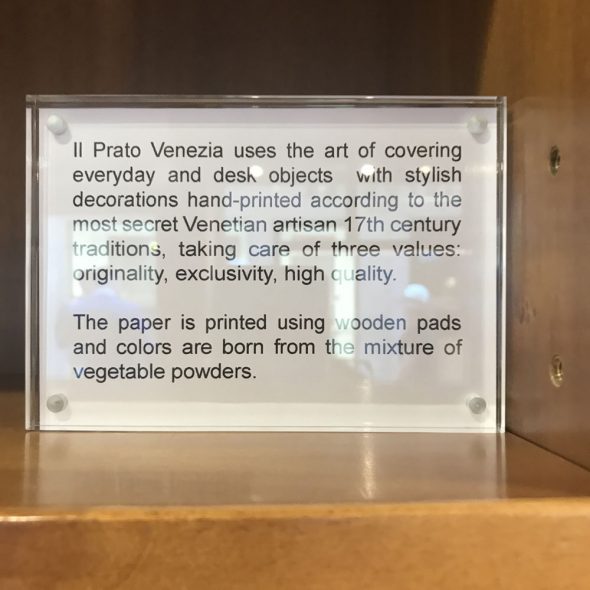 Il Prato Venezia uses the art of covering
everyday and desk objects with stylish
decorations hand-printed according to the
most secret Venetian artisan 17th century
traditions, taking care of three values:
originality, exclusivity, high quality.
The paper is printed using wooden pads
and colors are born from the mixture of
vegetable powders.